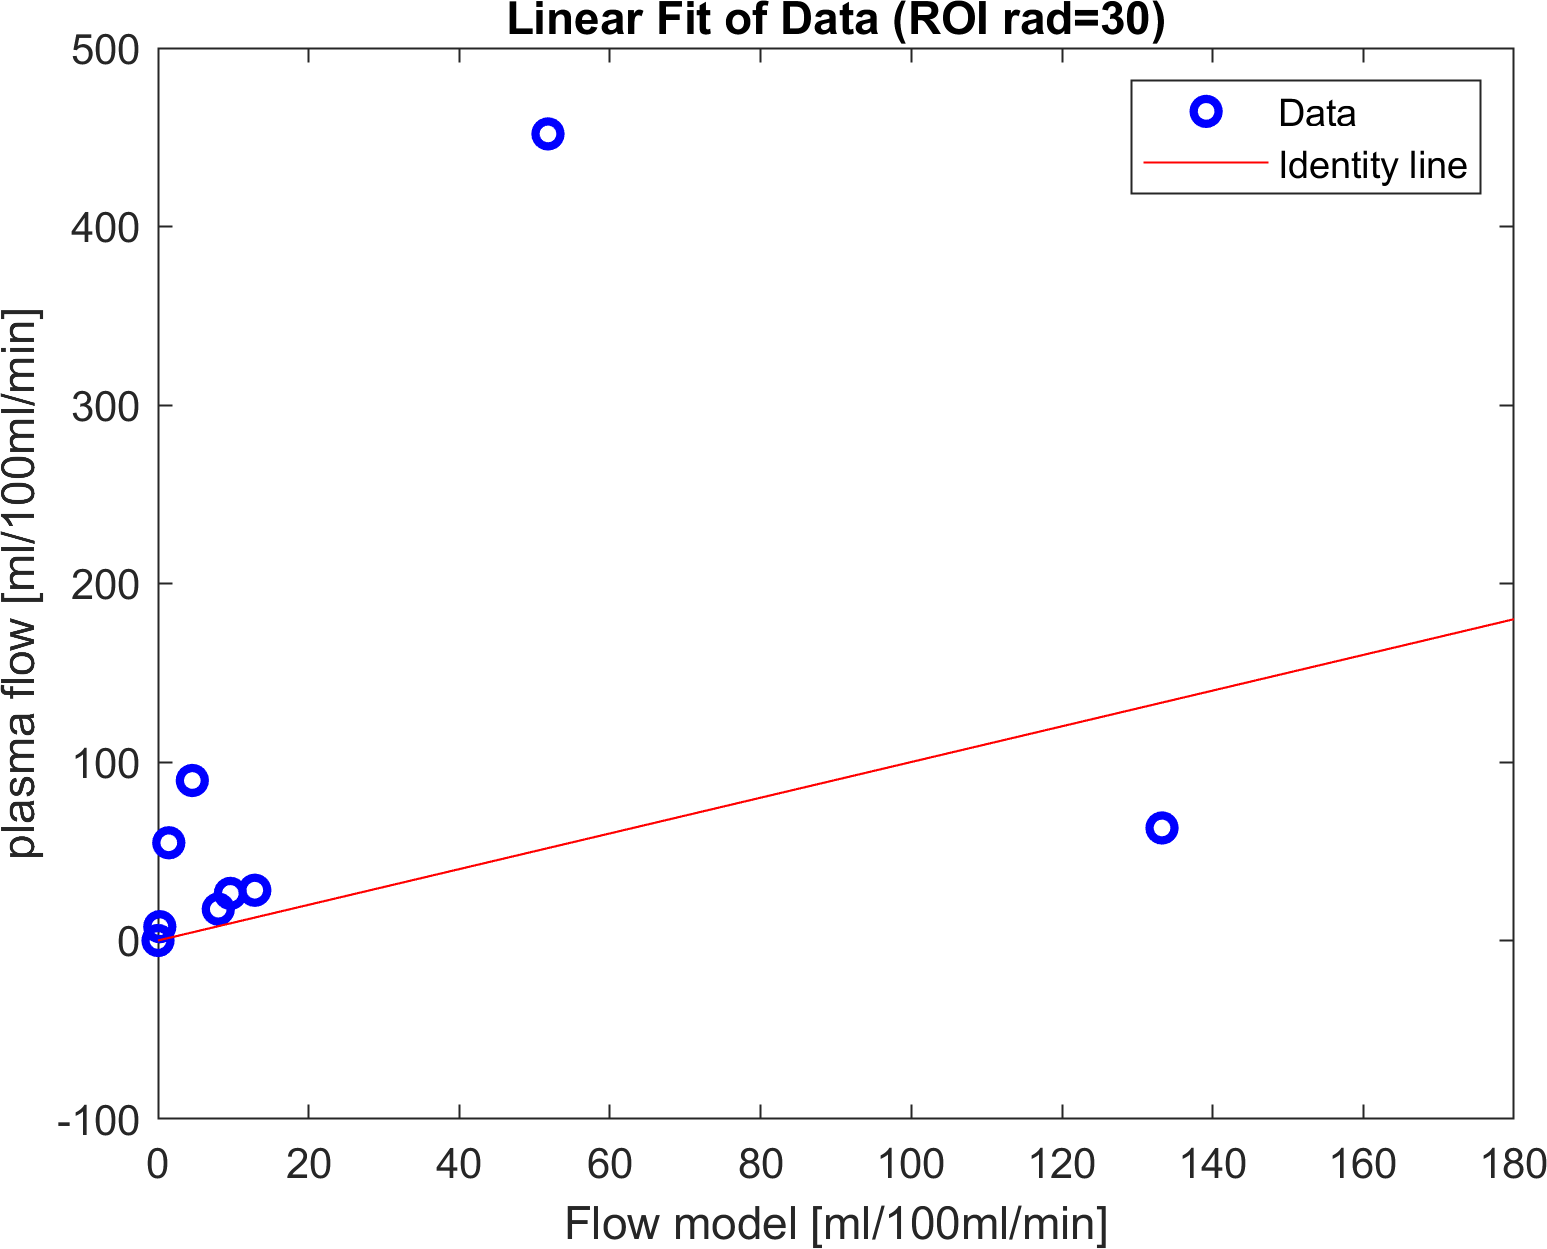 Linear Fit of Data (ROI rad=30)
Data
Identity line
500
400
300
200
100
0
-100
0 20 40 60 80 100 120 140 160 180
plasma flow [ml/100ml/min]
Flow model [ml/100ml/min]